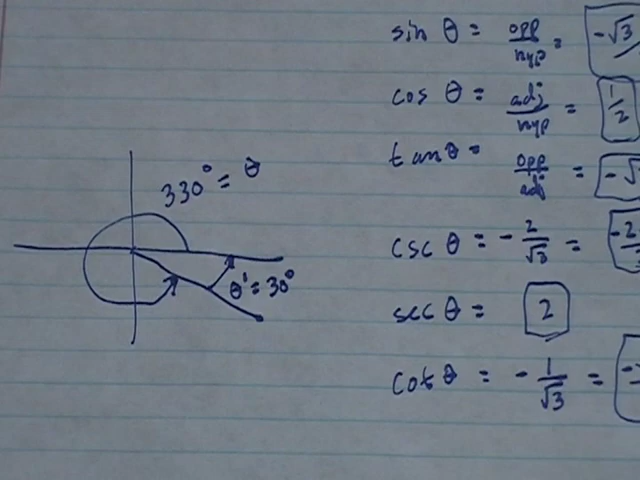 sin θ = opp/hyp = -√3/
cos θ = adj/hyp = 1/2
tan θ = opp/adj = -√
330° = θ
csc θ = -2/√3 = -2
θ' = 30°
sec θ = 2
cot θ = -1/√3 = -